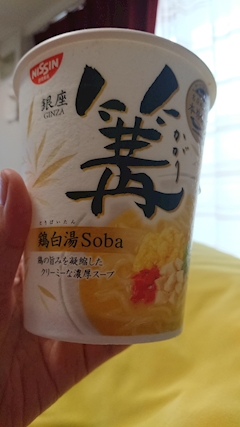 NISSIN
銀座
GINZA
篝
かがり
とりぱいたん
鶏白湯Soba
鶏の旨みを凝縮した
クリーミーな濃厚スープ